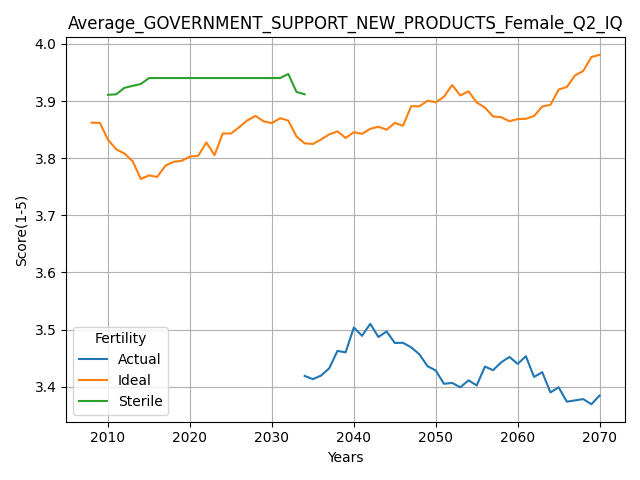 Average_GOVERNMENT_SUPPORT_NEW_PRODUCTS_Female_Q2_IQ
4.0
3.9
3.8
3.7
3.6
3.5
3.4
Score(1-5)
Fertility
Actual
Ideal
Sterile
2010 2020 2030 2040 2050 2060 2070
Years